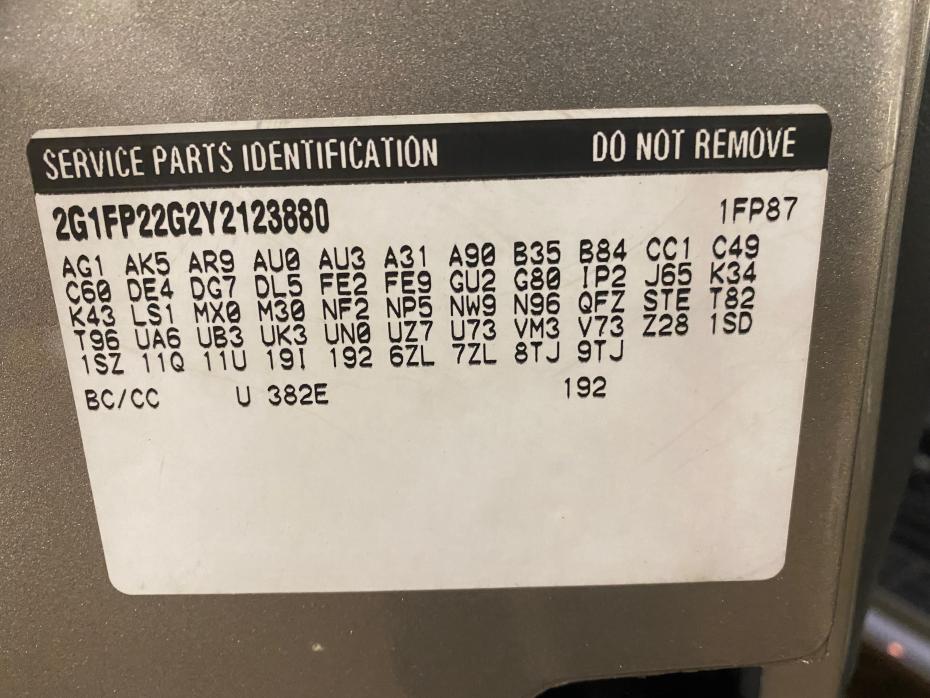 SERVICE PARTS IDENTIFICATION DO NOT REMOVE
2G1FP22G2Y2123880 1FP87
AG1 AK5 AR9 AU0 AU3 A31 A90 B35 B84 CC1 C49
C60 DE4 DG7 DL5 FE2 FE9 GU2 G80 IP2 J65 K34
K43 LS1 MX0 M30 NF2 NP5 NW9 N96 QFZ STE T82
T96 UA6 UB3 UK3 UN0 UZ7 U73 VM3 V73 Z28 1SD
1SZ 11Q 11U 19I 192 6ZL 7ZL 8TJ 9TJ
BC/CC U 382E 192